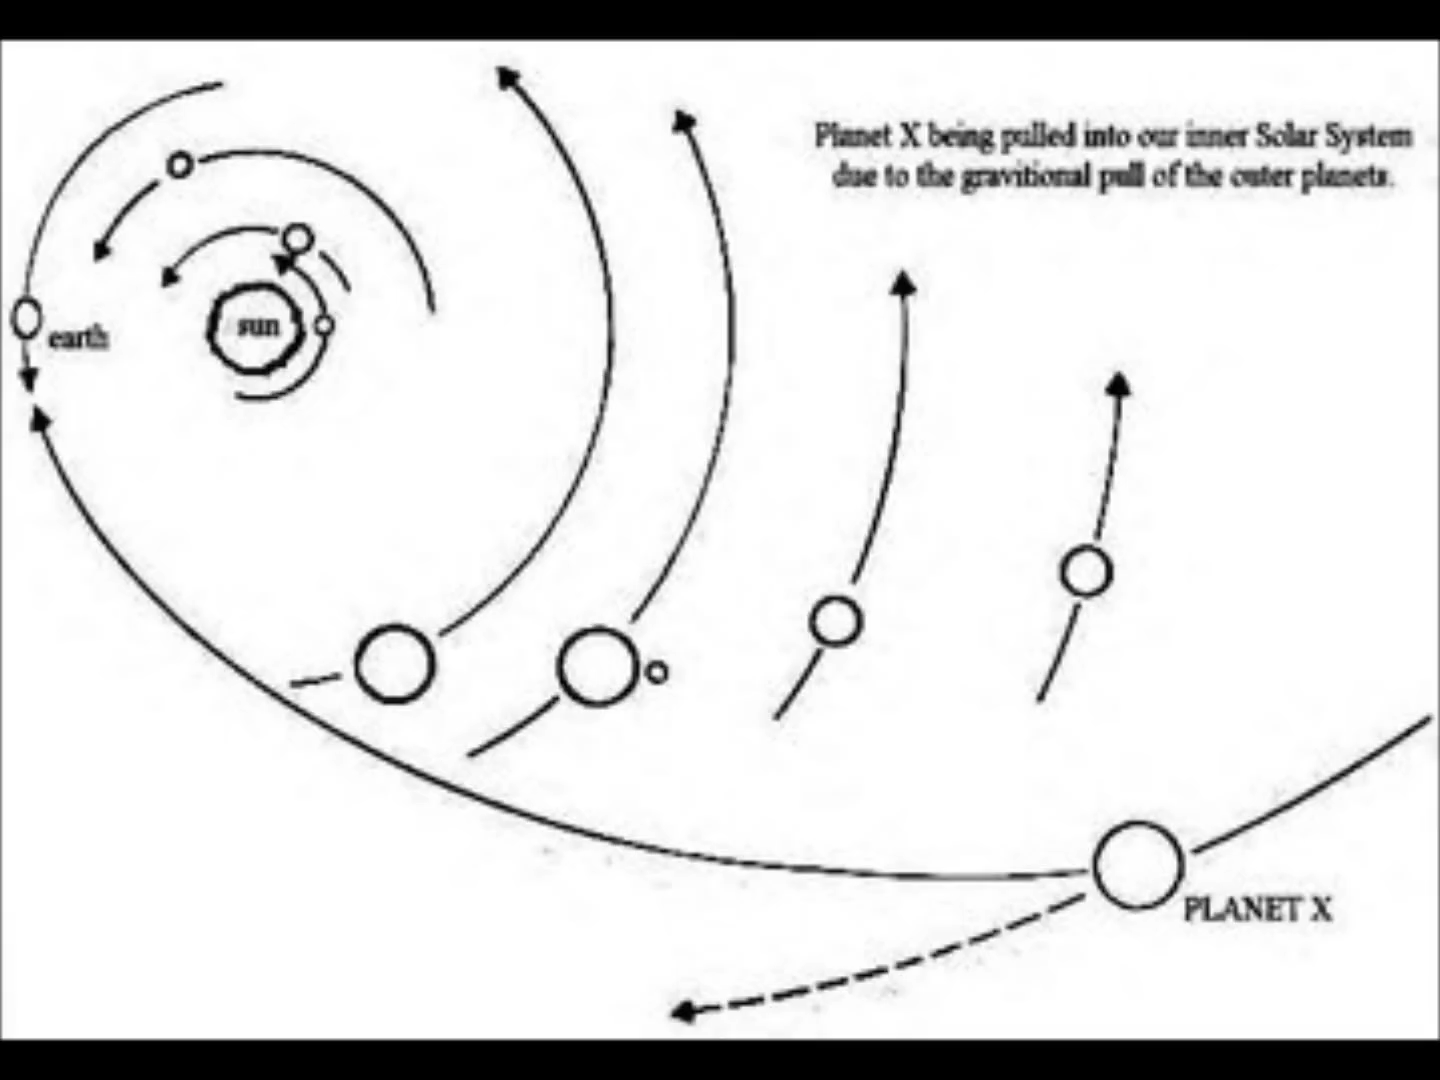 Planet X being pulled into our inner Solar System
due to the gravitional pull of the outer planets.
sun
earth
PLANET X